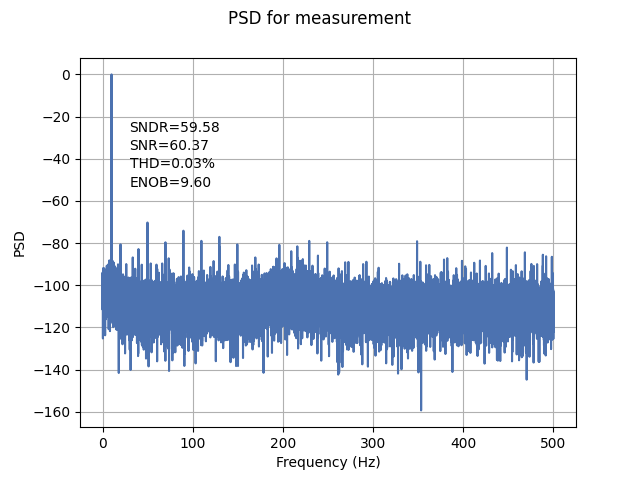 PSD for measurement
0
−20
−40
−60
−80
−100
−120
−140
−160
PSD
SNDR=59.58
SNR=60.37
THD=0.03%
ENOB=9.60
0 100 200 300 400 500
Frequency (Hz)